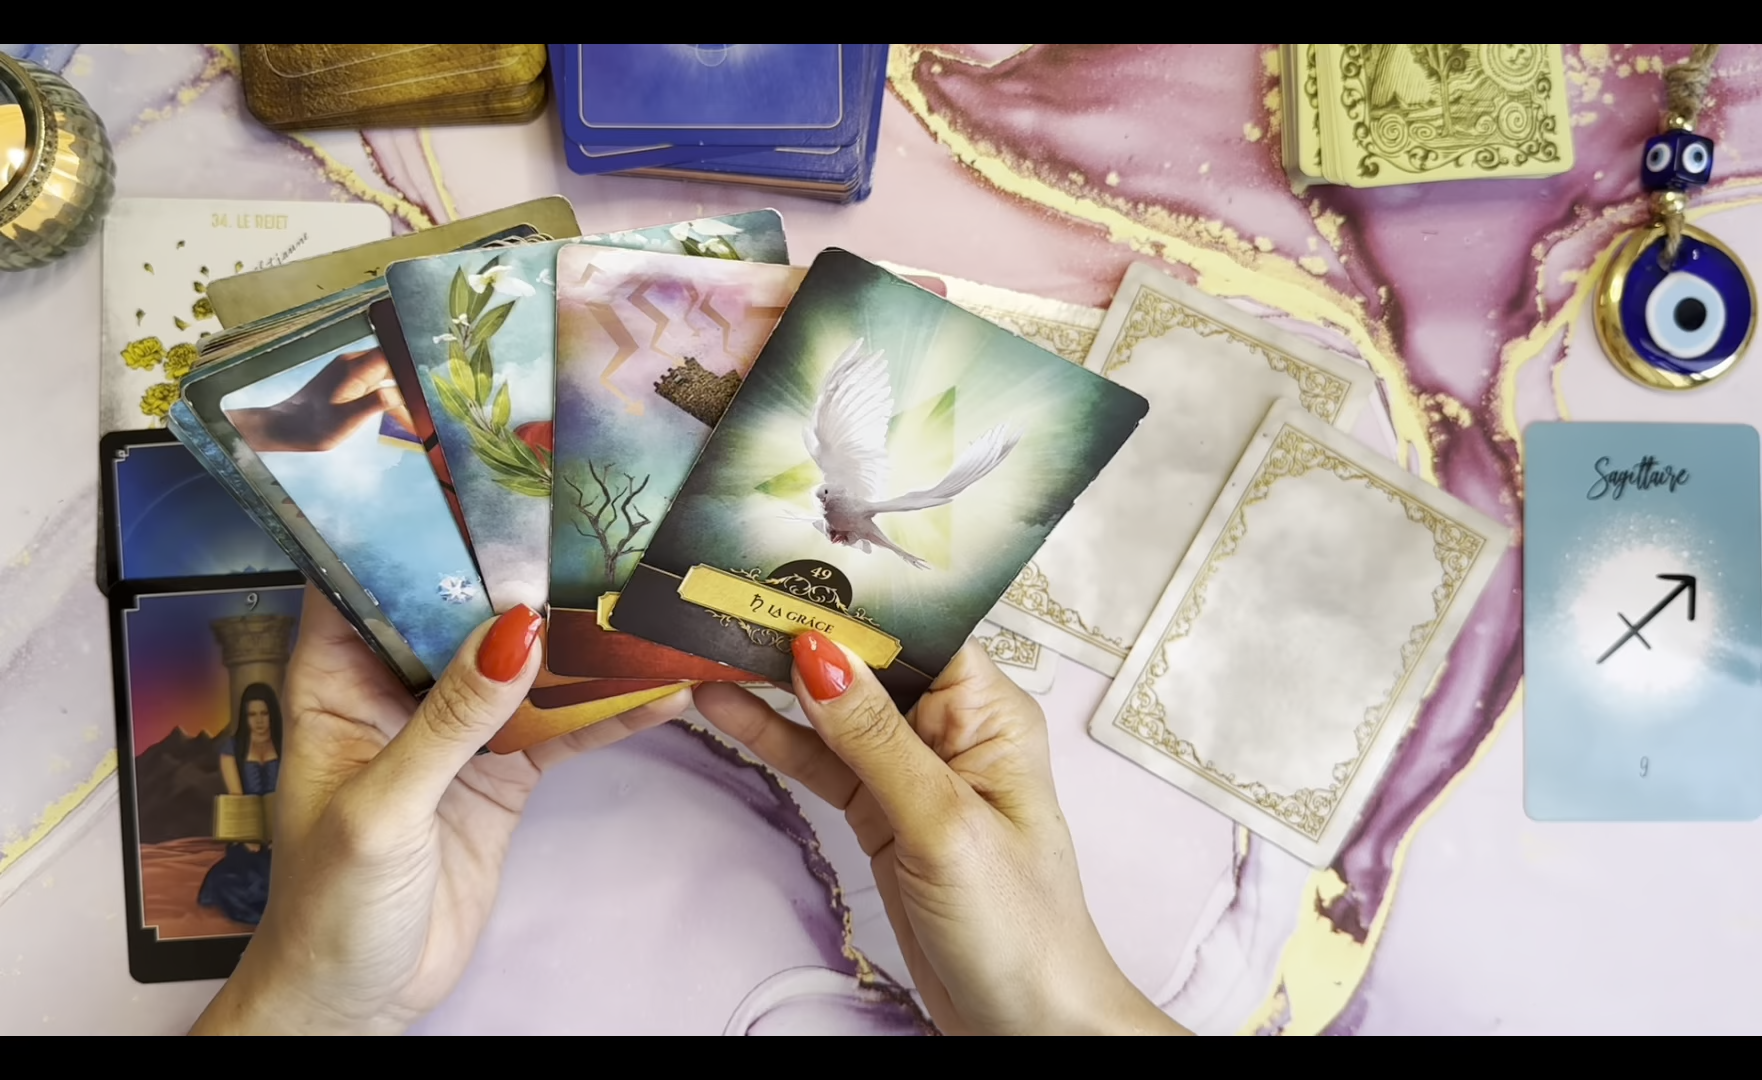 34. LE REJET
9
49
♄ LA GRÂCE
Sagittaire
9